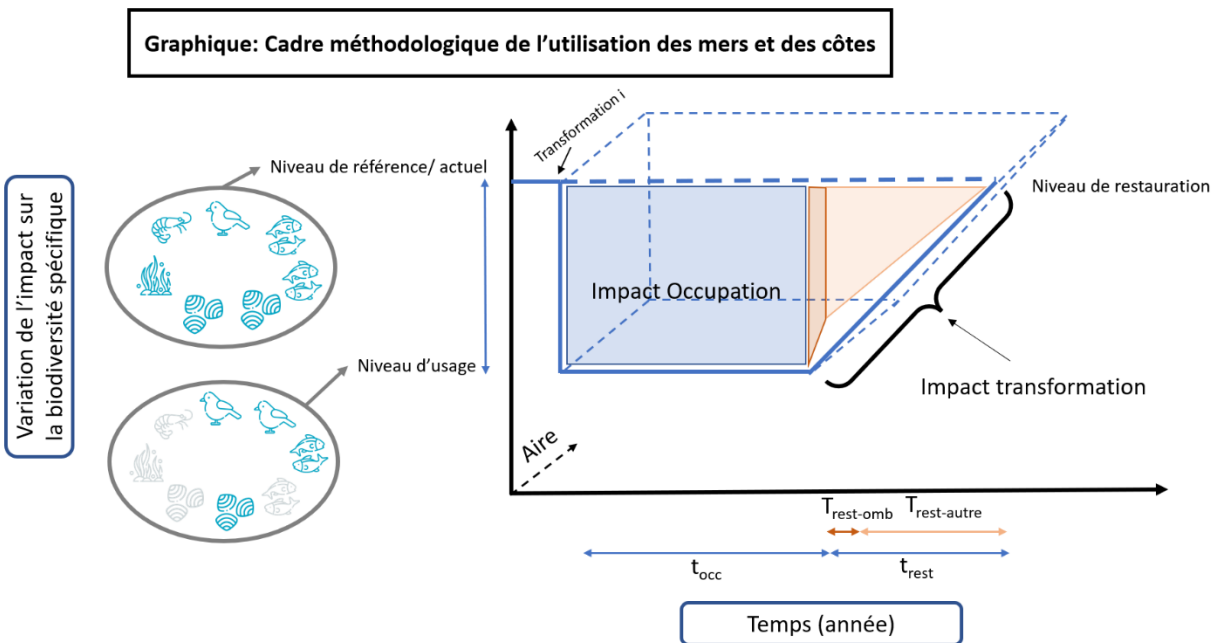 Graphique: Cadre méthodologique de l'utilisation des mers et des côtes
Variation de l'impact sur
la biodiversité spécifique
Niveau de référence/ actuel
Niveau d'usage
Transformation i
Niveau de restauration
Impact Occupation
Impact transformation
Aire
Trest-omb
Trest-autre
tocc
trest
Temps (année)